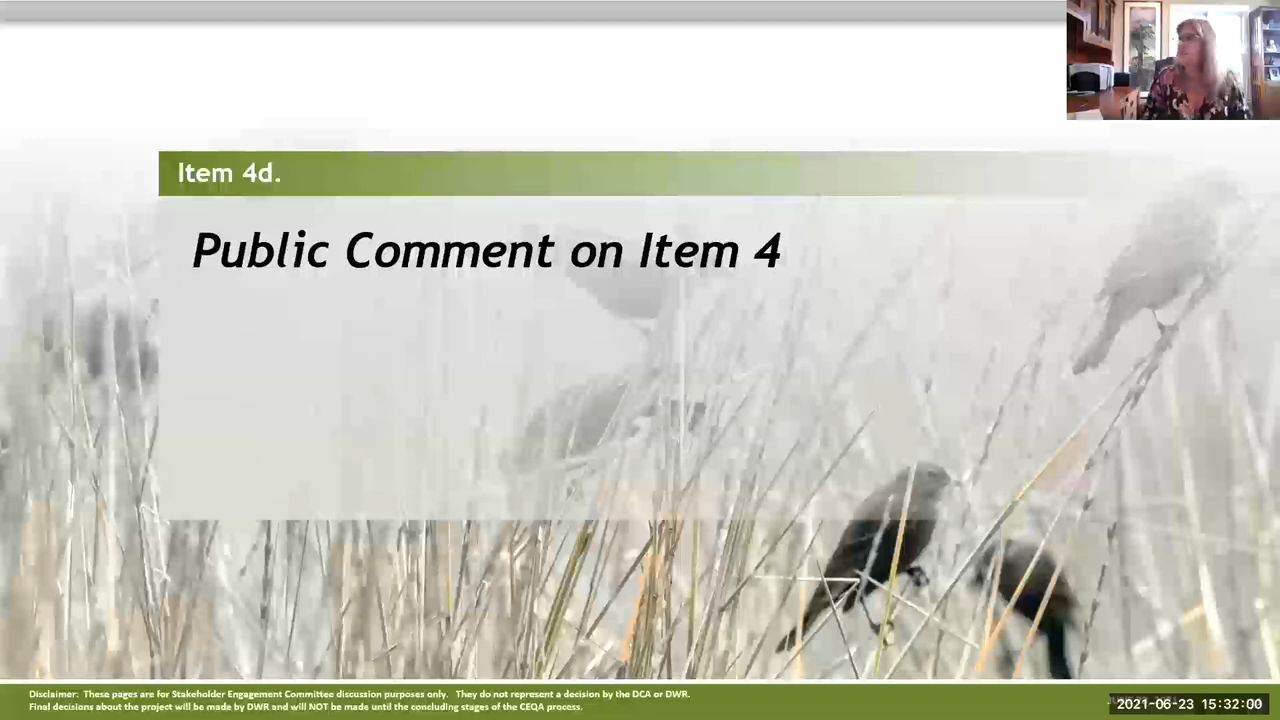 Item 4d.
Public Comment on Item 4
Disclaimer: These pages are for Stakeholder Engagement Committee discussion purposes only. They do not represent a decision by the DCA or DWR.
Final decisions about the project will be made by DWR and will NOT be made until the concluding stages of the CEQA process.
2021-06-23 15:32:00